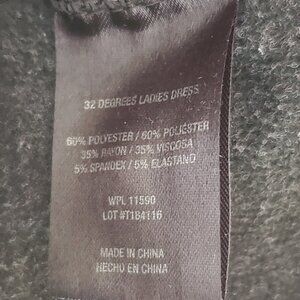 32 DEGREES LADIES DRESS
60% POLYESTER / 60% POLIESTER
35% RAYON / 35% VISCOSA
5% SPANDEX / 5% ELASTANO
WPL 11590
LOT #T184116
MADE IN CHINA
HECHO EN CHINA